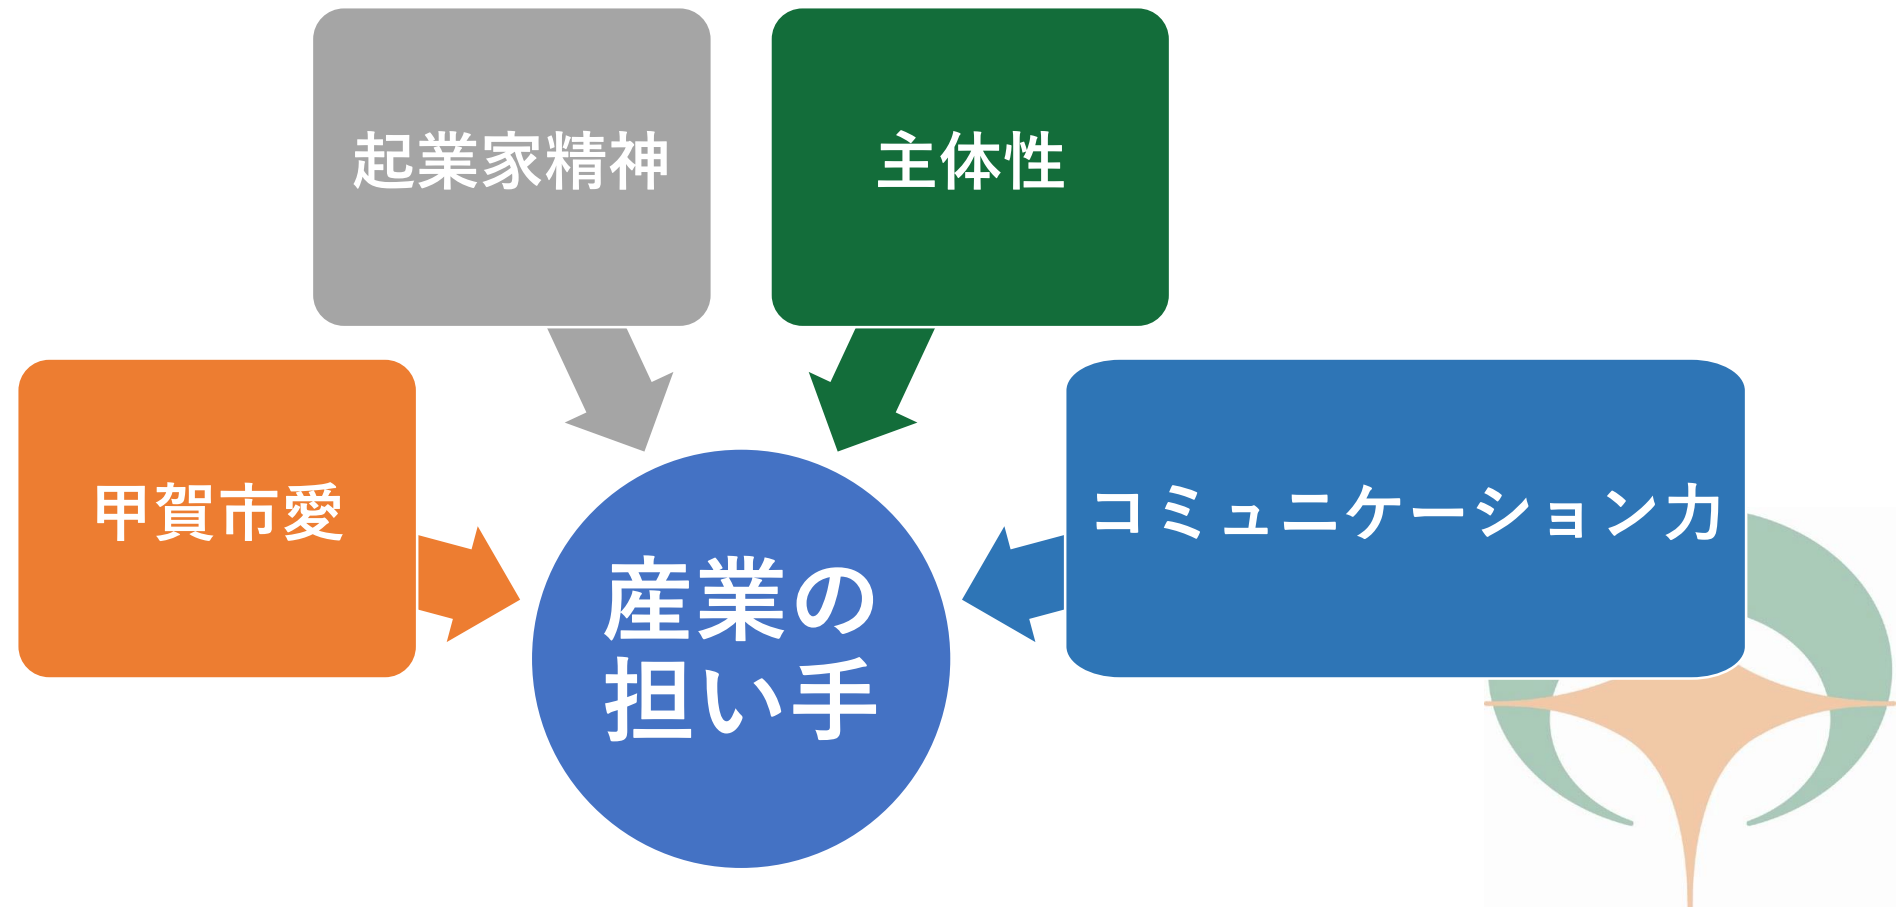 起業家精神
主体性
甲賀市愛
コミュニケーション力
産業の
担い手